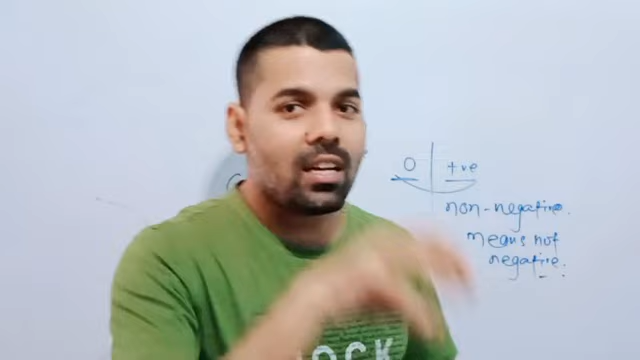 0 +ve
non-negative.
means not
negative.
OCK